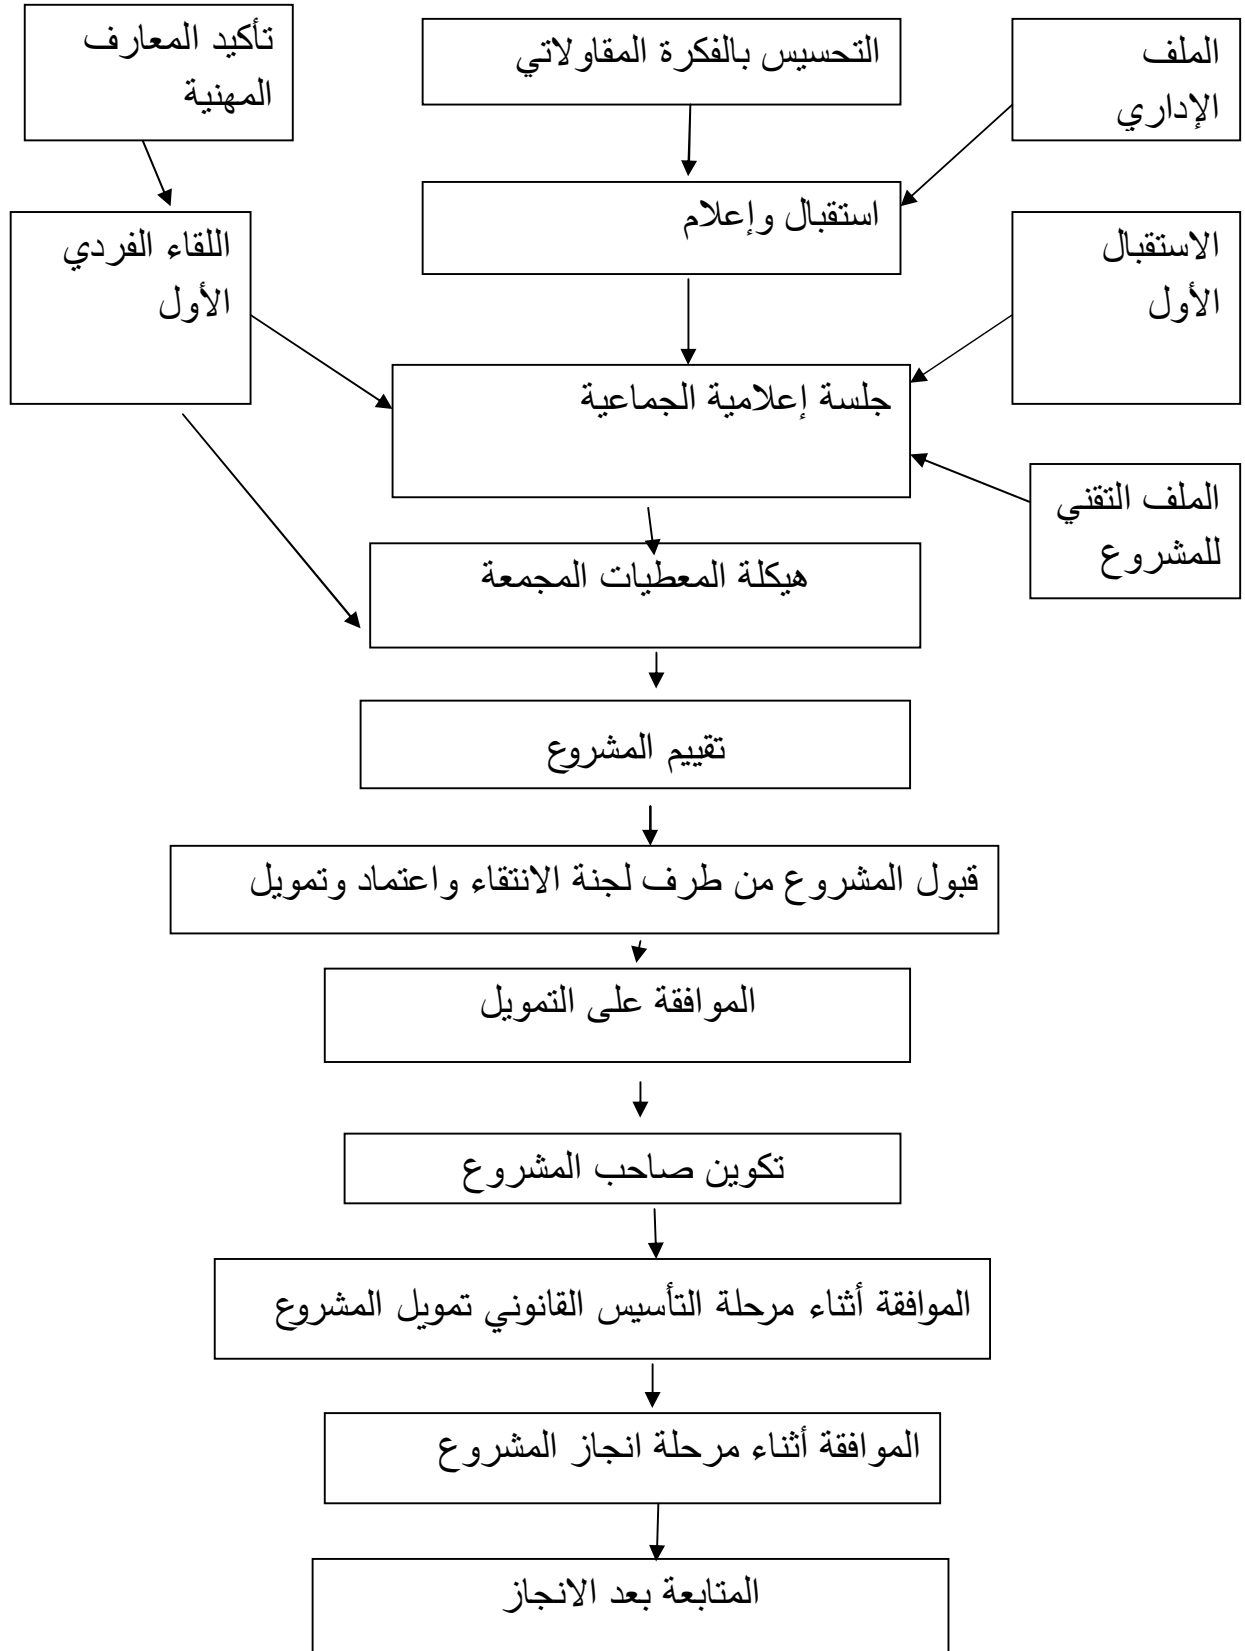 الملف
الإداري
التحسيس بالفكرة المقاولاتي
تأكيد المعارف
المهنية
استقبال وإعلام
الاستقبال
الأول
اللقاء الفردي
الأول
جلسة إعلامية الجماعية
الملف التقني
للمشروع
هيكلة المعطيات المجمعة
تقييم المشروع
قبول المشروع من طرف لجنة الانتقاء واعتماد وتمويل
الموافقة على التمويل
تكوين صاحب المشروع
الموافقة أثناء مرحلة التأسيس القانوني تمويل المشروع
الموافقة أثناء مرحلة انجاز المشروع
المتابعة بعد الانجاز